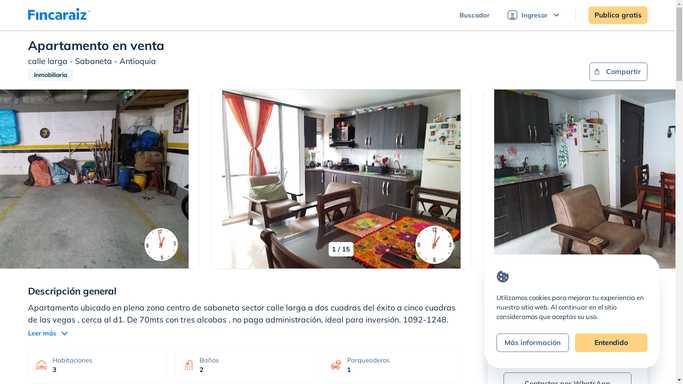 Fincaraiz
Buscador
Ingresar
Publica gratis
Apartamento en venta
calle larga - Sabaneta - Antioquia
Inmobiliaria
Compartir
1 / 15
Descripción general
Apartamento ubicado en plena zona centro de sabaneta sector calle larga a dos cuadras del éxito a cinco cuadras
de las vegas , cerca al d1. De 70mts con tres alcobas , no paga administración, ideal para inversión. 1092-1248.
Leer más
Habitaciones
3
Baños
2
Parqueaderos
1
Utilizamos cookies para mejorar tu experiencia en
nuestro sitio web. Al continuar en el sitio
consideramos que aceptas su uso.
Más información
Entendido
Contactar por WhatsApp